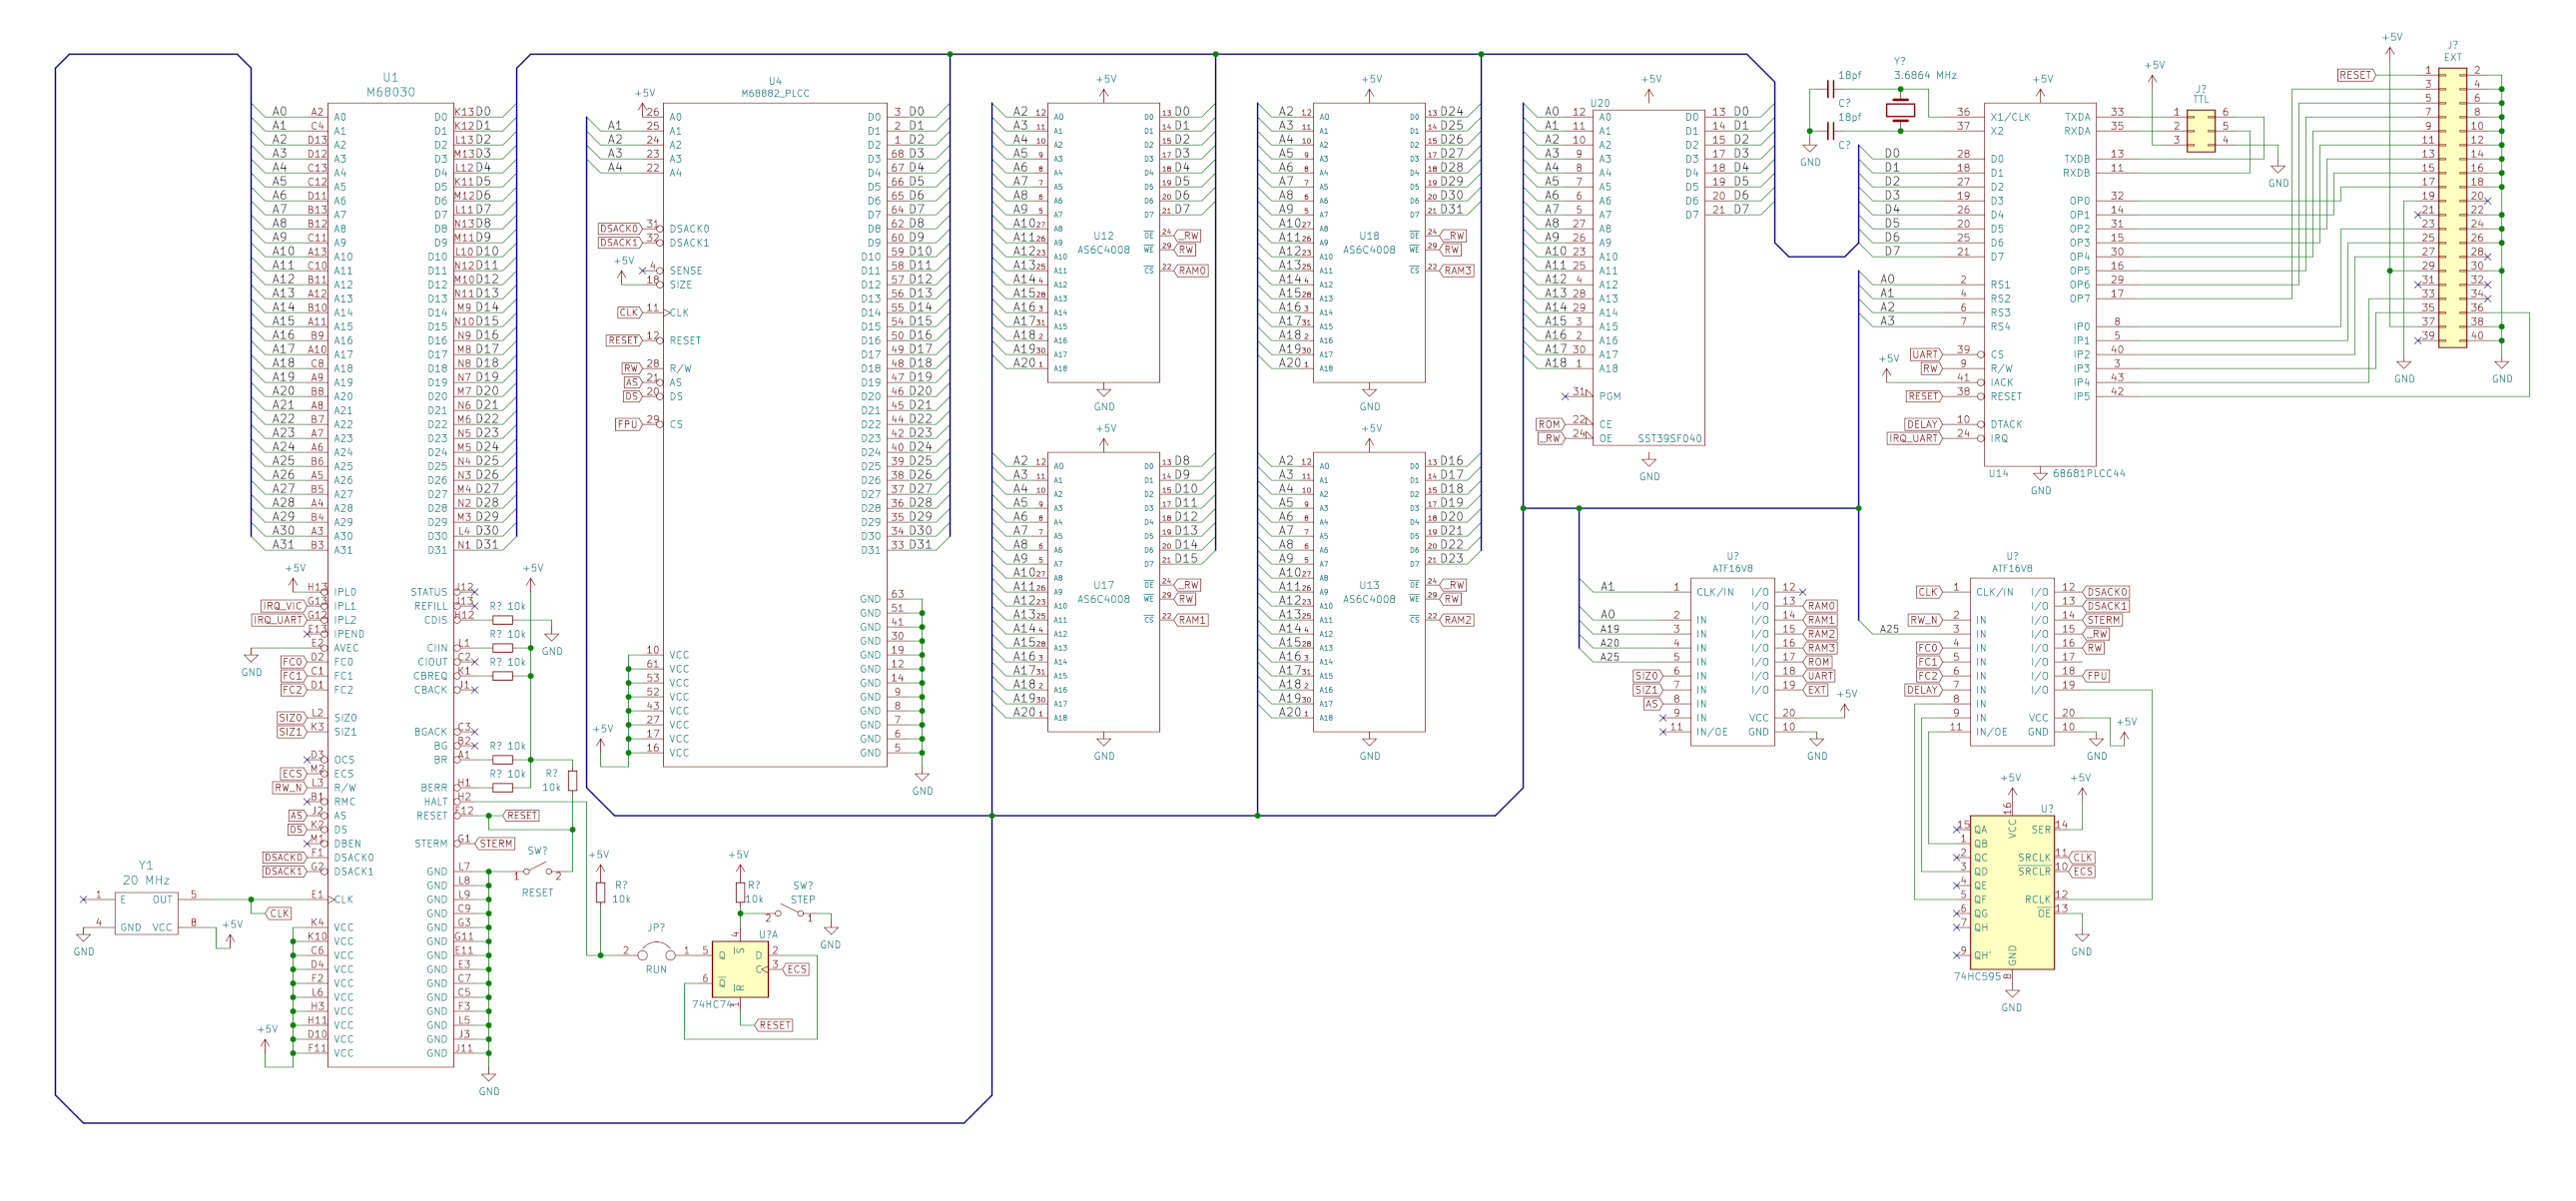 U1
M68030
A0 A2 A0 D0 K13 D0
A1 C4 A1 D1 K12 D1
A2 D13 A2 D2 L13 D2
A3 D12 A3 D3 M13 D3
A4 C13 A4 D4 L12 D4
A5 C12 A5 D5 K11 D5
A6 D11 A6 D6 M12 D6
A7 B13 A7 D7 L11 D7
A8 B12 A8 D8 N13 D8
A9 C11 A9 D9 M11 D9
A10 A13 A10 D10 L10 D10
A11 C10 A11 D11 N12 D11
A12 B11 A12 D12 M10 D12
A13 A12 A13 D13 N11 D13
A14 B10 A14 D14 M9 D14
A15 A11 A15 D15 N10 D15
A16 B9 A16 D16 N9 D16
A17 A10 A17 D17 M8 D17
A18 C8 A18 D18 N8 D18
A19 A9 A19 D19 N7 D19
A20 B8 A20 D20 M7 D20
A21 A8 A21 D21 N6 D21
A22 B7 A22 D22 M6 D22
A23 A7 A23 D23 N5 D23
A24 A6 A24 D24 M5 D24
A25 B6 A25 D25 N4 D25
A26 A5 A26 D26 N3 D26
A27 B5 A27 D27 M4 D27
A28 A4 A28 D28 N2 D28
A29 B4 A29 D29 M3 D29
A30 A3 A30 D30 L4 D30
A31 B3 A31 D31 N1 D31
+5V +5V
H13 IPL0 STATUS J12
IRQ_VIC G13 IPL1 REFILL J13 R? 10k
IRQ_UART G12 IPL2 CDIS H12
E13 IPEND R? 10k GND
GND E2 AVEC CIIN L1
FC0 D2 FC0 CIOUT C2 R? 10k
FC1 C1 FC1 CBREQ K1
FC2 D1 FC2 CBACK J1
SIZ0 L2 SIZ0
SIZ1 K3 SIZ1 BGACK C3
BG B2 R? 10k
D3 OCS BR A1
ECS M2 ECS R? 10k R? 10k
RW_N L3 R/W BERR H1
B1 RMC HALT H2
AS J2 AS RESET F12 RESET
DS K2 DS
M1 DBEN STERM G1 STERM
DSACK0 F1 DSACK0
DSACK1 G2 DSACK1 GND L7 1 SW? 2 RESET
GND L8
Y1
20 MHz
1 E OUT 5 CLK
4 GND VCC 8 +5V
GND
E1 CLK GND L9
GND C9
K4 VCC GND G3
K10 VCC GND G11
C6 VCC GND E11
D4 VCC GND E3
F2 VCC GND C7
L6 VCC GND C5
H3 VCC GND F3
H11 VCC GND L5
D10 VCC GND J3
F11 VCC GND J11
+5V GND
+5V R? 10k
JP?
2 1
RUN
+5V R? 10k
SW?
STEP
2 1
GND
U?A
4 S
5 Q D 2
C 3 ECS
6 Q R 1
74HC74
RESET
U4
M68882_PLCC
+5V 26 A0 D0 3 D0
A1 25 A1 D1 2 D1
A2 24 A2 D2 1 D2
A3 23 A3 D3 68 D3
A4 22 A4 D4 67 D4
D5 66 D5
D6 65 D6
D7 64 D7
DSACK0 31 DSACK0 D8 62 D8
DSACK1 32 DSACK1 D9 60 D9
D10 59 D10
+5V 4 SENSE D11 58 D11
18 SIZE D12 57 D12
D13 56 D13
CLK 11 CLK D14 55 D14
D15 54 D15
RESET 12 RESET D16 50 D16
D17 49 D17
RW 28 R/W D18 48 D18
AS 21 AS D19 47 D19
DS 20 DS D20 46 D20
D21 45 D21
FPU 29 CS D22 44 D22
D23 42 D23
D24 40 D24
D25 39 D25
D26 38 D26
D27 37 D27
D28 36 D28
D29 35 D29
D30 34 D30
D31 33 D31
GND 63
GND 51
GND 41
GND 30
10 VCC GND 19
61 VCC GND 12
53 VCC GND 14
52 VCC GND 9
43 VCC GND 8
27 VCC GND 7
17 VCC GND 6
16 VCC GND 5
+5V GND
+5V
A2 12 A0 D0 13 D0
A3 11 A1 D1 14 D1
A4 10 A2 D2 15 D2
A5 9 A3 D3 17 D3
A6 8 A4 D4 18 D4
A7 7 A5 D5 19 D5
A8 6 A6 D6 20 D6
A9 5 A7 D7 21 D7
A10 27 A8
U12
A11 26 A9 OE 24 _RW
AS6C4008
A12 23 A10 WE 29 RW
A13 25 A11 CS 22 RAM0
A14 4 A12
A15 28 A13
A16 3 A14
A17 31 A15
A18 2 A16
A19 30 A17
A20 1 A18
GND
+5V
A2 12 A0 D0 13 D8
A3 11 A1 D1 14 D9
A4 10 A2 D2 15 D10
A5 9 A3 D3 17 D11
A6 8 A4 D4 18 D12
A7 7 A5 D5 19 D13
A8 6 A6 D6 20 D14
A9 5 A7 D7 21 D15
A10 27 A8
U17
A11 26 A9 OE 24 _RW
AS6C4008
A12 23 A10 WE 29 RW
A13 25 A11 CS 22 RAM1
A14 4 A12
A15 28 A13
A16 3 A14
A17 31 A15
A18 2 A16
A19 30 A17
A20 1 A18
GND
+5V
A2 12 A0 D0 13 D24
A3 11 A1 D1 14 D25
A4 10 A2 D2 15 D26
A5 9 A3 D3 17 D27
A6 8 A4 D4 18 D28
A7 7 A5 D5 19 D29
A8 6 A6 D6 20 D30
A9 5 A7 D7 21 D31
A10 27 A8
U18
A11 26 A9 OE 24 _RW
AS6C4008
A12 23 A10 WE 29 RW
A13 25 A11 CS 22 RAM3
A14 4 A12
A15 28 A13
A16 3 A14
A17 31 A15
A18 2 A16
A19 30 A17
A20 1 A18
GND
+5V
A2 12 A0 D0 13 D16
A3 11 A1 D1 14 D17
A4 10 A2 D2 15 D18
A5 9 A3 D3 17 D19
A6 8 A4 D4 18 D20
A7 7 A5 D5 19 D21
A8 6 A6 D6 20 D22
A9 5 A7 D7 21 D23
A10 27 A8
U13
A11 26 A9 OE 24 _RW
AS6C4008
A12 23 A10 WE 29 RW
A13 25 A11 CS 22 RAM2
A14 4 A12
A15 28 A13
A16 3 A14
A17 31 A15
A18 2 A16
A19 30 A17
A20 1 A18
GND
U20 +5V
A0 12 A0 D0 13 D0
A1 11 A1 D1 14 D1
A2 10 A2 D2 15 D2
A3 9 A3 D3 17 D3
A4 8 A4 D4 18 D4
A5 7 A5 D5 19 D5
A6 6 A6 D6 20 D6
A7 5 A7 D7 21 D7
A8 27 A8
A9 26 A9
A10 23 A10
A11 25 A11
A12 4 A12
A13 28 A13
A14 29 A14
A15 3 A15
A16 2 A16
A17 30 A17
A18 1 A18
31 PGM
ROM 22 CE
_RW 24 OE SST39SF040
GND
18pf
C?
18pf
C?
GND
Y?
3.6864 MHz
+5V
36 X1/CLK TXDA 33
37 X2 RXDA 35
D0 28 D0 TXDB 13
D1 18 D1 RXDB 11
D2 27 D2
D3 19 D3 OP0 32
D4 26 D4 OP1 14
D5 20 D5 OP2 31
D6 25 D6 OP3 15
D7 21 D7 OP4 30
OP5 16
A0 2 RS1 OP6 29
A1 4 RS2 OP7 17
A2 6 RS3
A3 7 RS4 IP0 8
IP1 5
UART 39 CS IP2 40
RW 9 R/W IP3 3
+5V 41 IACK IP4 43
RESET 38 RESET IP5 42
DELAY 10 DTACK
IRQ_UART 24 IRQ
U14 68681PLCC44
GND
+5V
J?
TTL
1 6
2 5
3 4
GND
+5V
J?
EXT
RESET 1 2
3 4
5 6
7 8
9 10
11 12
13 14
15 16
17 18
19 20
21 22
23 24
25 26
27 28
29 30
31 32
33 34
35 36
37 38
39 40
GND GND
U?
ATF16V8
A1 1 CLK/IN I/O 12
I/O 13 RAM0
A0 2 IN I/O 14 RAM1
A19 3 IN I/O 15 RAM2
A20 4 IN I/O 16 RAM3
A25 5 IN I/O 17 ROM
SIZ0 6 IN I/O 18 UART
SIZ1 7 IN I/O 19 EXT
AS 8 IN
9 IN VCC 20 +5V
11 IN/OE GND 10 GND
U?
ATF16V8
CLK 1 CLK/IN I/O 12 DSACK0
I/O 13 DSACK1
RW_N 2 IN I/O 14 STERM
A25 3 IN I/O 15 _RW
FC0 4 IN I/O 16 RW
FC1 5 IN I/O 17
FC2 6 IN I/O 18 FPU
DELAY 7 IN I/O 19
8 IN
9 IN VCC 20 +5V
11 IN/OE GND 10 GND
+5V +5V
16 U?
15 QA VCC SER 14
1 QB
2 QC SRCLK 11 CLK
3 QD SRCLR 10 ECS
4 QE
5 QF RCLK 12
6 QG OE 13
7 QH GND
9 QH' GND
74HC595 8
GND